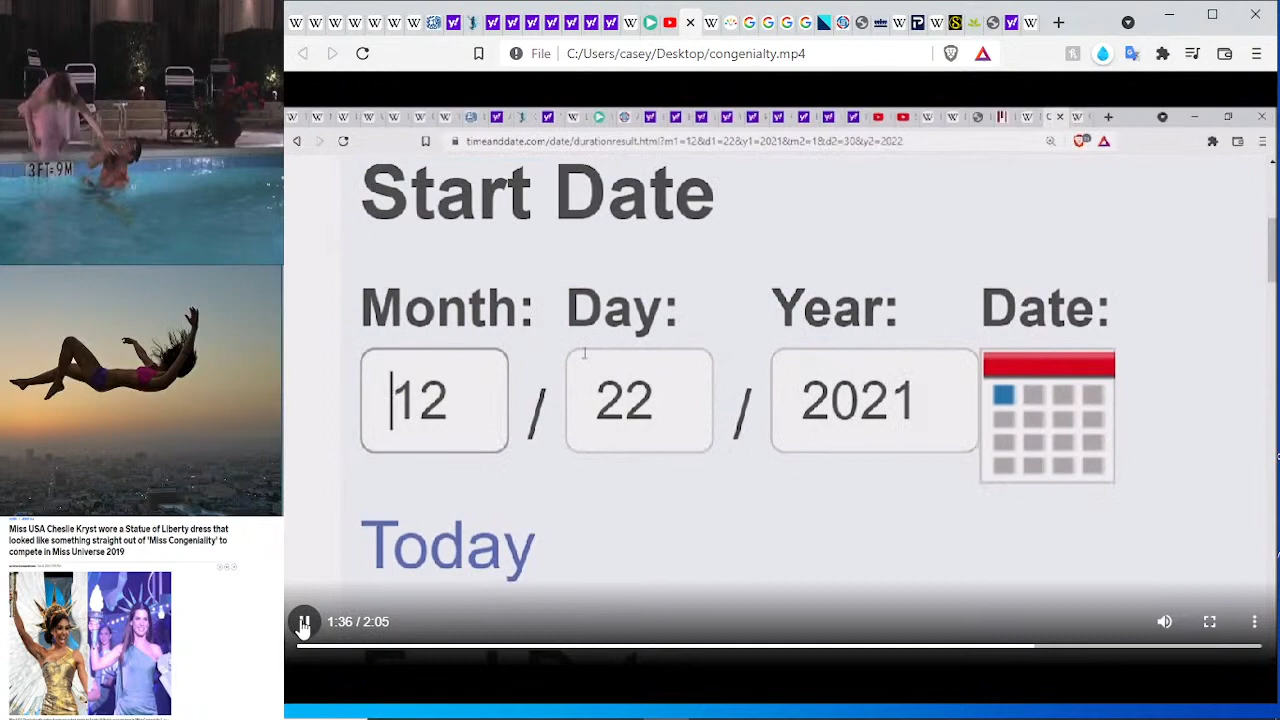 File
C:/Users/casey/Desktop/congenialty.mp4
timeanddate.com/date/durationresult.html?m1=12&d1=22&y1=2021&m2=1&d2=30&y2=2022
Start Date
Month: Day: Year: Date:
12 / 22 / 2021
Today
1:36 / 2:05
3FT=9M
Miss USA Cheslie Kryst wore a Statue of Liberty dress that
looked like something straight out of 'Miss Congeniality' to
compete in Miss Universe 2019